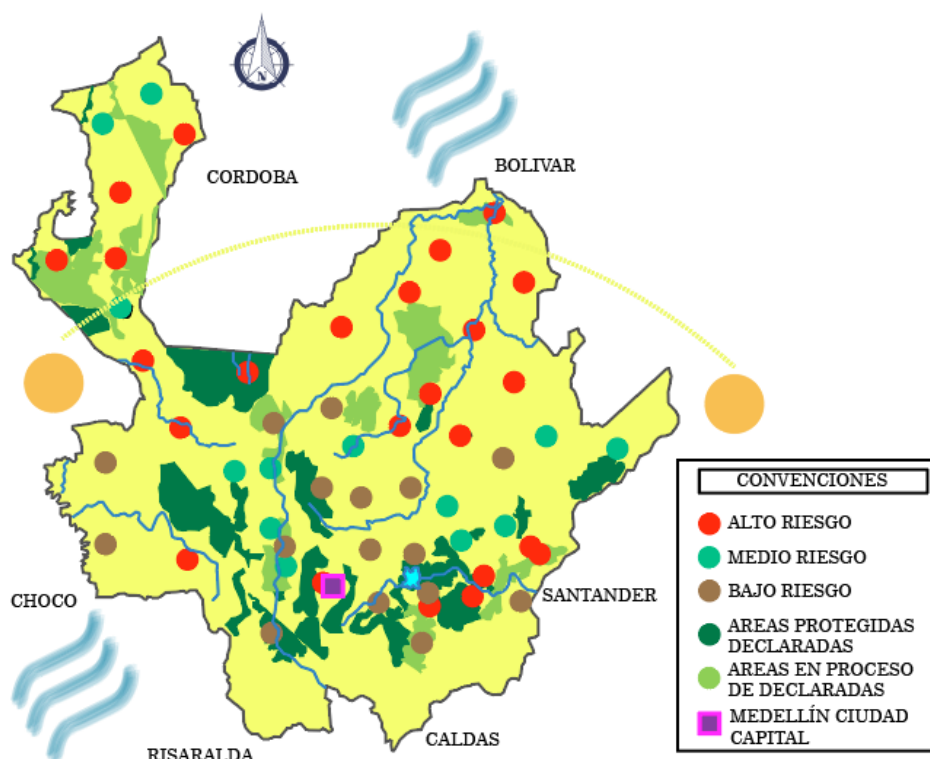 N
CORDOBA
BOLIVAR
CHOCO
SANTANDER
RISARALDA
CALDAS
CONVENCIONES
ALTO RIESGO
MEDIO RIESGO
BAJO RIESGO
AREAS PROTEGIDAS
DECLARADAS
AREAS EN PROCESO
DE DECLARADAS
MEDELLÍN CIUDAD
CAPITAL